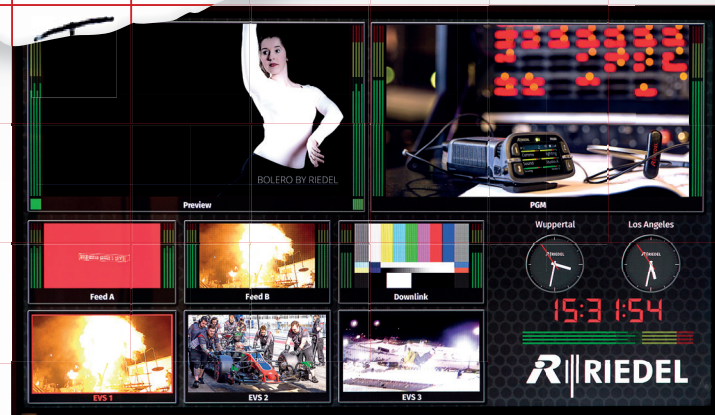 BOLERO BY RIEDEL
Preview
PGM
Feed A
Feed B
Downlink
EVS 1
EVS 2
EVS 3
Wuppertal
Los Angeles
15:31:54
RIEDEL